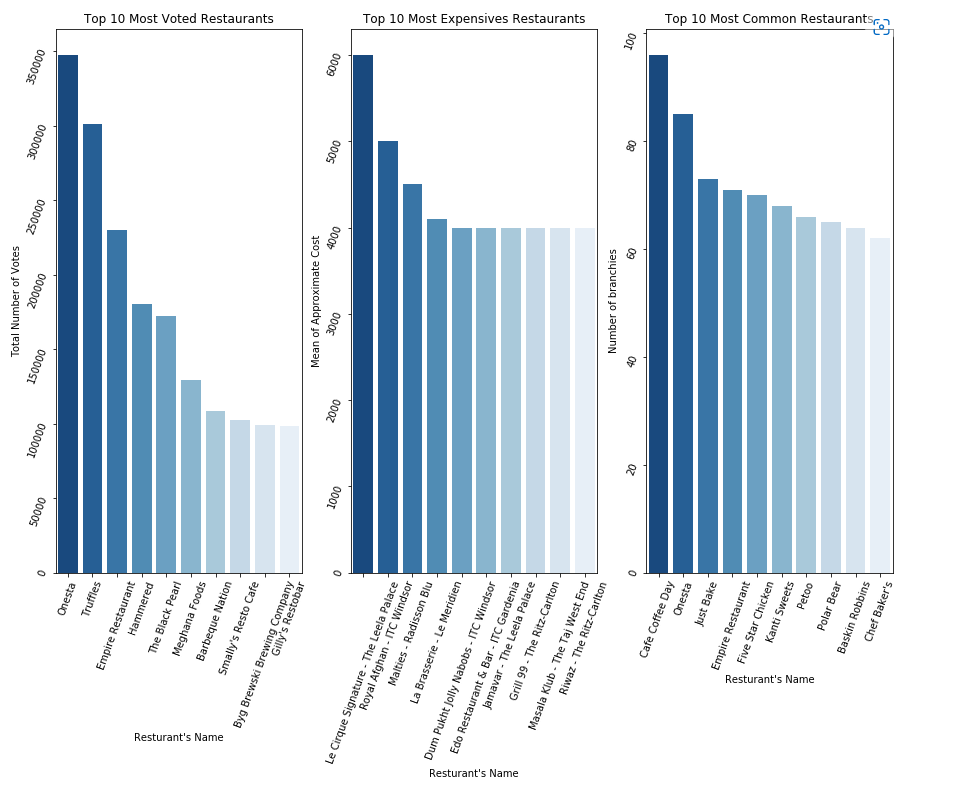 Top 10 Most Voted Restaurants
Total Number of Votes
350000
300000
250000
200000
150000
100000
50000
0
Onesta
Truffles
Empire Restaurant
Hammered
The Black Pearl
Meghana Foods
Barbeque Nation
Smally's Resto Cafe
Byg Brewski Brewing Company
Gilly's Restobar
Resturant's Name
Top 10 Most Expensives Restaurants
Mean of Approximate Cost
6000
5000
4000
3000
2000
1000
0
Le Cirque Signature - The Leela Palace
Royal Afghan - ITC Windsor
Malties - Radisson Blu
La Brasserie - Le Meridien
Dum Pukht Jolly Nabobs - ITC Windsor
Edo Restaurant & Bar - ITC Gardenia
Jamavar - The Leela Palace
Grill 99 - The Ritz-Carlton
Masala Klub - The Taj West End
Riwaz - The Ritz-Carlton
Resturant's Name
Top 10 Most Common Restaurants
Number of branchies
100
80
60
40
20
0
Cafe Coffee Day
Onesta
Just Bake
Empire Restaurant
Five Star Chicken
Kanti Sweets
Petoo
Polar Bear
Baskin Robbins
Chef Baker's
Resturant's Name